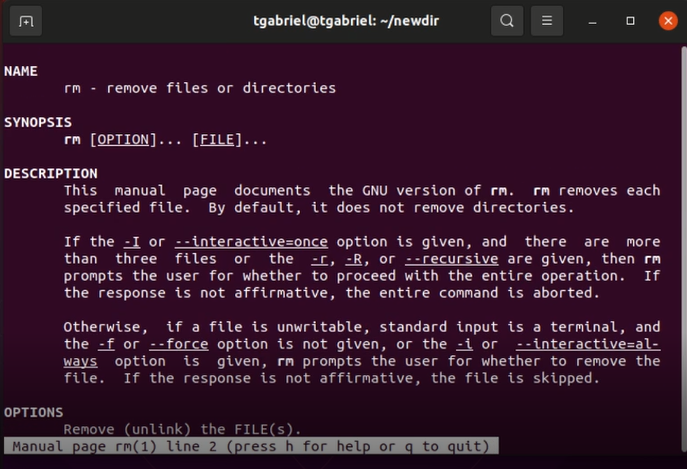 tgabriel@tgabriel: ~/newdir
NAME
rm - remove files or directories
SYNOPSIS
rm [OPTION]... [FILE]...
DESCRIPTION
This manual page documents the GNU version of rm. rm removes each
specified file. By default, it does not remove directories.
If the -I or --interactive=once option is given, and there are more
than three files or the -r, -R, or --recursive are given, then rm
prompts the user for whether to proceed with the entire operation. If
the response is not affirmative, the entire command is aborted.
Otherwise, if a file is unwritable, standard input is a terminal, and
the -f or --force option is not given, or the -i or --interactive=al-
ways option is given, rm prompts the user for whether to remove the
file. If the response is not affirmative, the file is skipped.
OPTIONS
Remove (unlink) the FILE(s).
Manual page rm(1) line 2 (press h for help or q to quit)